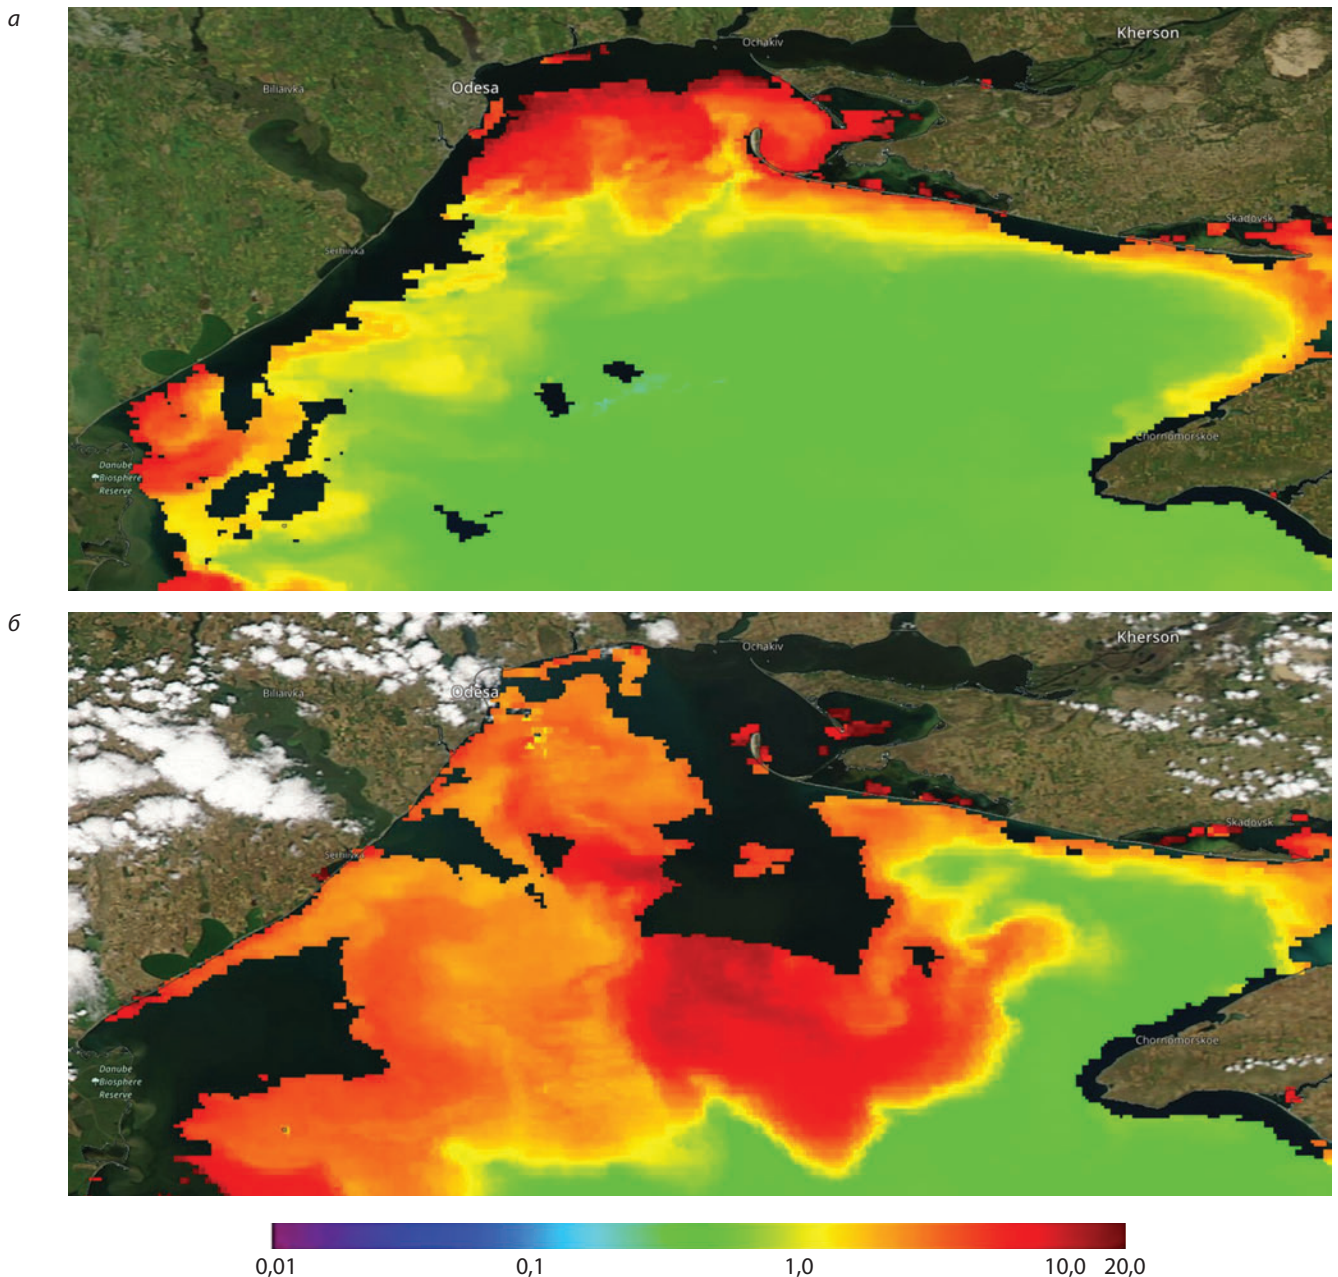 а
Kherson
Ochakiv
Biliaivka
Odesa
Skadovsk
Serhiivka
Chornomorskoe
Danube
Biosphere
Reserve
б
Kherson
Ochakiv
Biliaivka
Odesa
Skadovsk
Serhiivka
Chornomorskoe
Danube
Biosphere
Reserve
0,01 0,1 1,0 10,0 20,0